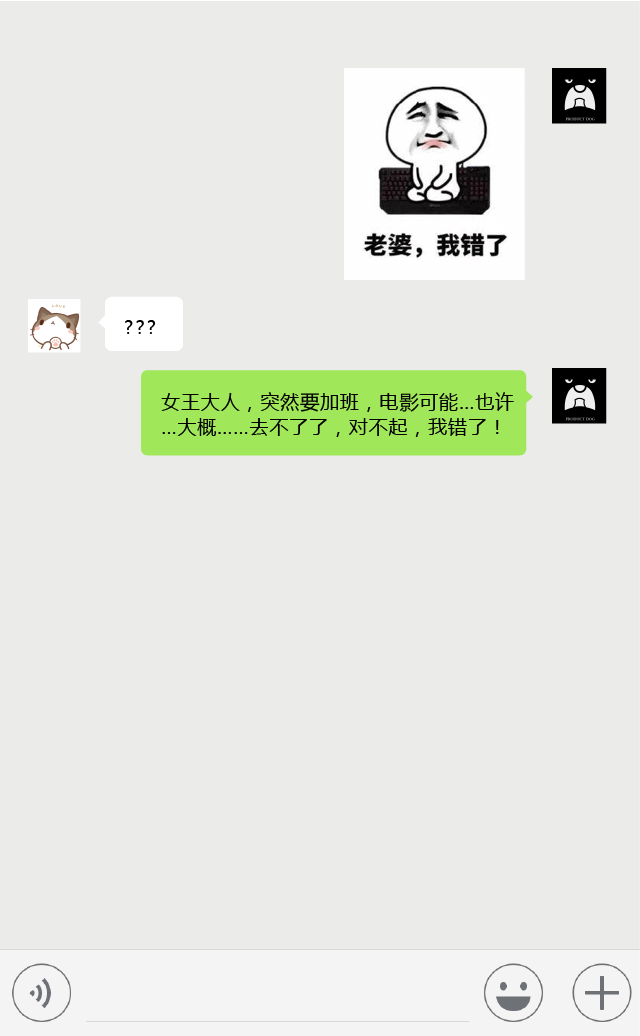 PRODUCT DOG
老婆，我错了
???
女王大人，突然要加班，电影可能…也许
…大概……去不了了，对不起，我错了！
PRODUCT DOG